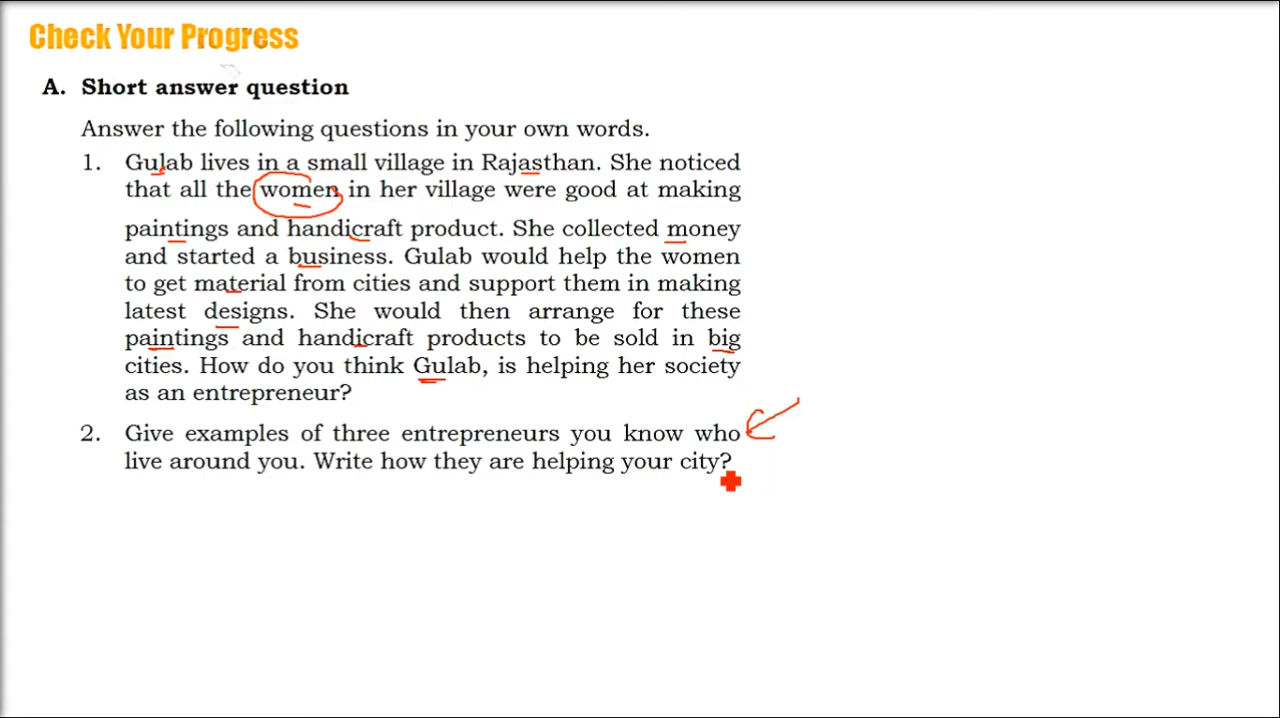 Check Your Progress
A. Short answer question
Answer the following questions in your own words.
1. Gulab lives in a small village in Rajasthan. She noticed
that all the women in her village were good at making
paintings and handicraft product. She collected money
and started a business. Gulab would help the women
to get material from cities and support them in making
latest designs. She would then arrange for these
paintings and handicraft products to be sold in big
cities. How do you think Gulab, is helping her society
as an entrepreneur?
2. Give examples of three entrepreneurs you know who
live around you. Write how they are helping your city?